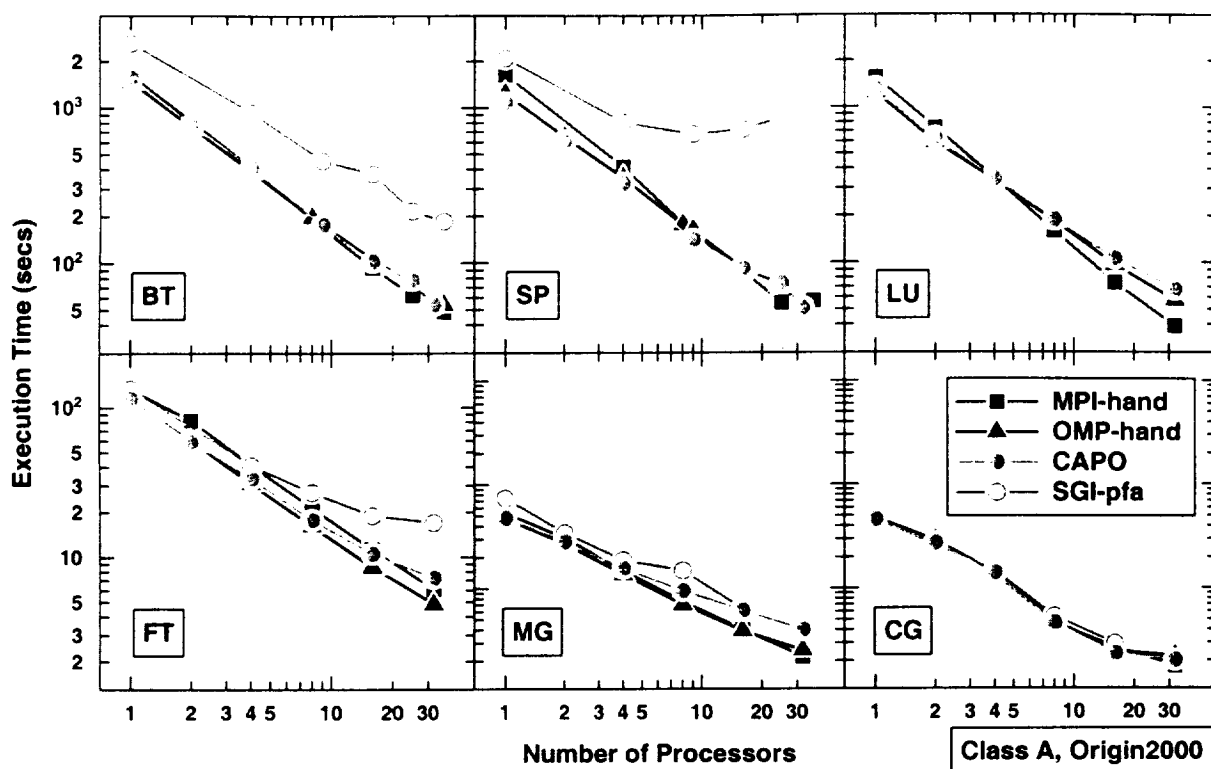 Execution Time (secs)
2
10³
5
4
3
2
10²
5
BT
SP
LU
10²
5
3
2
10
5
3
2
FT
MG
CG
MPI-hand
OMP-hand
CAPO
SGI-pfa
1 2 3 4 5 10 20 30
1 2 3 4 5 10 20 30
1 2 3 4 5 10 20 30
Number of Processors
Class A, Origin2000